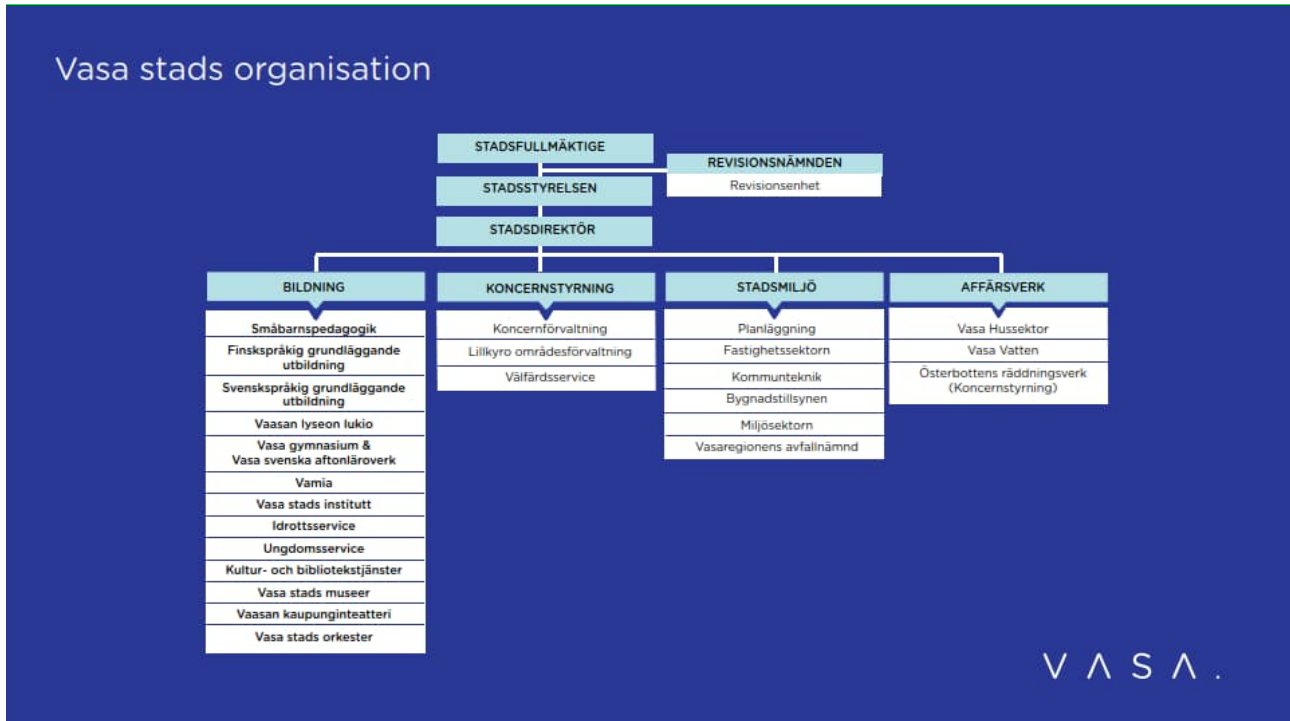 Vasa stads organisation
STADSFULLMÄKTIGE
REVISIONSNÄMNDEN
Revisionsenhet
STADSSTYRELSEN
STADSDIREKTÖR
BILDNING
Småbarnspedagogik
Finskspråkig grundläggande
utbildning
Svenskspråkig grundläggande
utbildning
Vaasan lyseon lukio
Vasa gymnasium &
Vasa svenska aftonläroverk
Vamia
Vasa stads institutt
Idrottsservice
Ungdomsservice
Kultur- och bibliotekstjänster
Vasa stads museer
Vaasan kaupunginteatteri
Vasa stads orkester
KONCERNSTYRNING
Koncernförvaltning
Lillkyro områdesförvaltning
Välfärdsservice
STADSMILJÖ
Planläggning
Fastighetssektorn
Kommunteknik
Bygnadstillsynen
Miljösektorn
Vasaregionens avfallnämnd
AFFÄRSVERK
Vasa Hussektor
Vasa Vatten
Österbottens räddningsverk
(Koncernstyrning)
VASA.